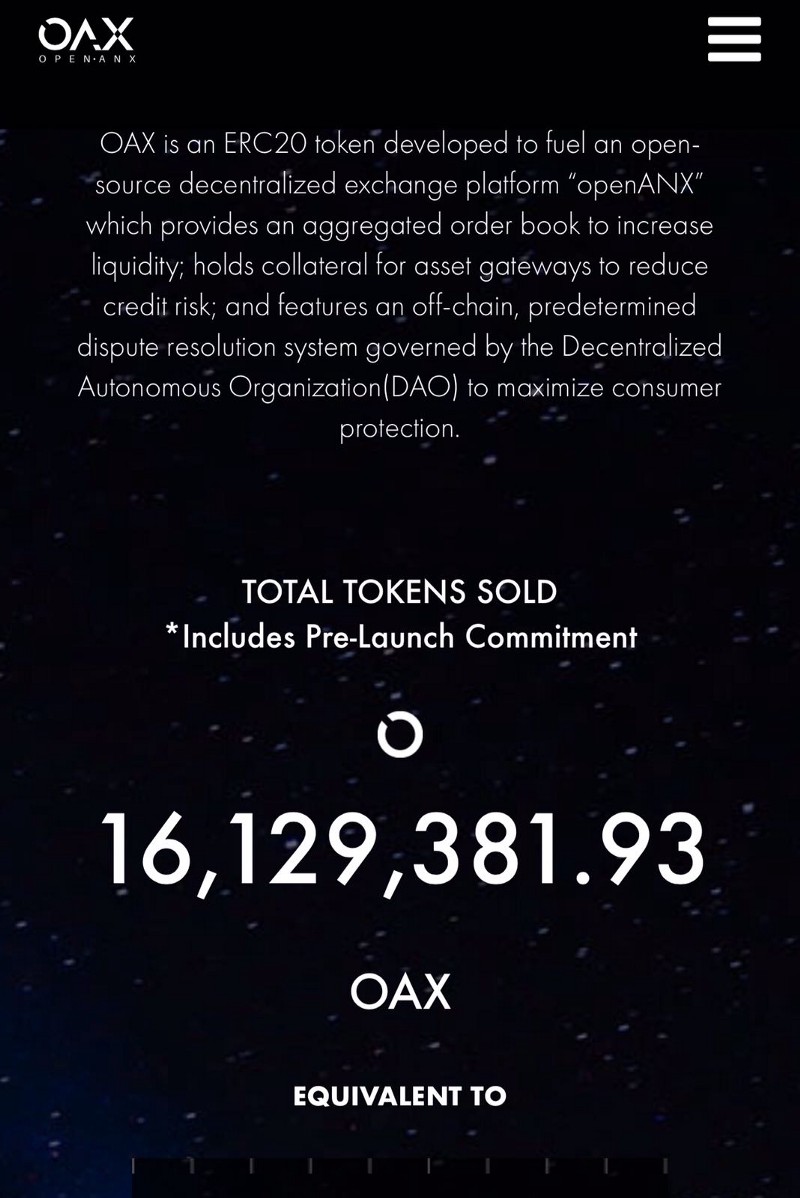 OAX
OPEN·ANX
OAX is an ERC20 token developed to fuel an open-
source decentralized exchange platform “openANX”
which provides an aggregated order book to increase
liquidity; holds collateral for asset gateways to reduce
credit risk; and features an off-chain, predetermined
dispute resolution system governed by the Decentralized
Autonomous Organization(DAO) to maximize consumer
protection.
TOTAL TOKENS SOLD
*Includes Pre-Launch Commitment
16,129,381.93
OAX
EQUIVALENT TO